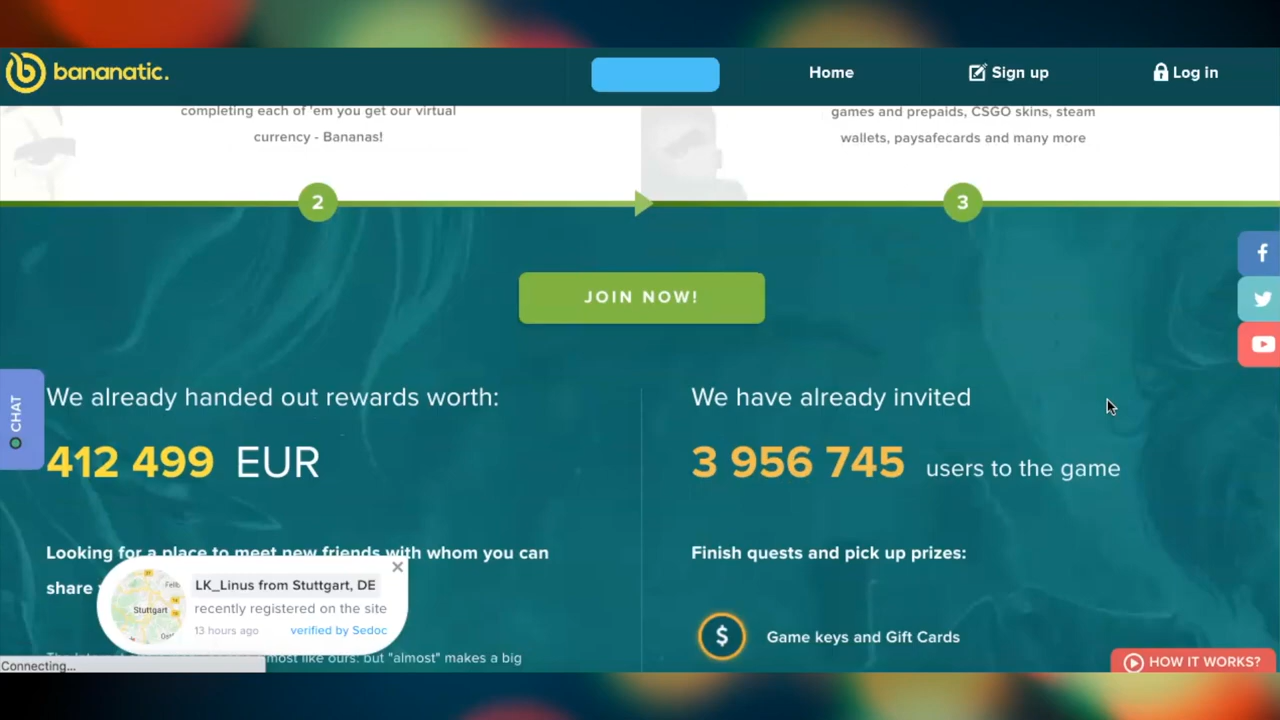 bananatic.
Home
Sign up
Log in
completing each of 'em you get our virtual
currency - Bananas!
games and prepaids, CSGO skins, steam
wallets, paysafecards and many more
2
3
JOIN NOW!
CHAT
We already handed out rewards worth:
412 499 EUR
We have already invited
3 956 745 users to the game
Looking for a place to meet new friends with whom you can
share
Finish quests and pick up prizes:
Stuttgart
LK_Linus from Stuttgart, DE
recently registered on the site
13 hours ago verified by Sedoc
$ Game keys and Gift Cards
most like ours: but "almost" makes a big
Connecting...
HOW IT WORKS?